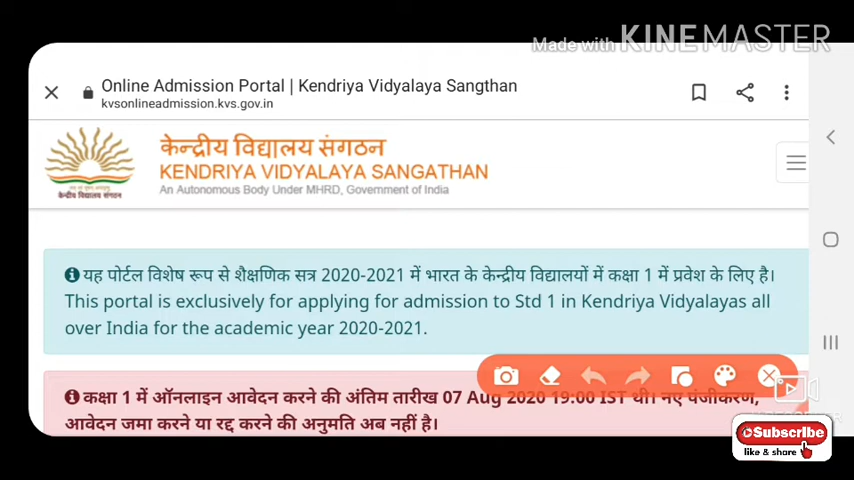 Made with KINEMASTER
Online Admission Portal | Kendriya Vidyalaya Sangthan
kvsonlineadmission.kvs.gov.in
केन्द्रीय विद्यालय संगठन
KENDRIYA VIDYALAYA SANGATHAN
An Autonomous Body Under MHRD, Government of India
केन्द्रीय विद्यालय संगठन
यह पोर्टल विशेष रूप से शैक्षणिक सत्र 2020-2021 में भारत के केन्द्रीय विद्यालयों में कक्षा 1 में प्रवेश के लिए है।
This portal is exclusively for applying for admission to Std 1 in Kendriya Vidyalayas all
over India for the academic year 2020-2021.
कक्षा 1 में ऑनलाइन आवेदन करने की अंतिम तारीख 07 Aug 2020 19:00 IST थी। नए पंजीकरण,
आवेदन जमा करने या रद्द करने की अनुमति अब नहीं है।
Subscribe
like & share